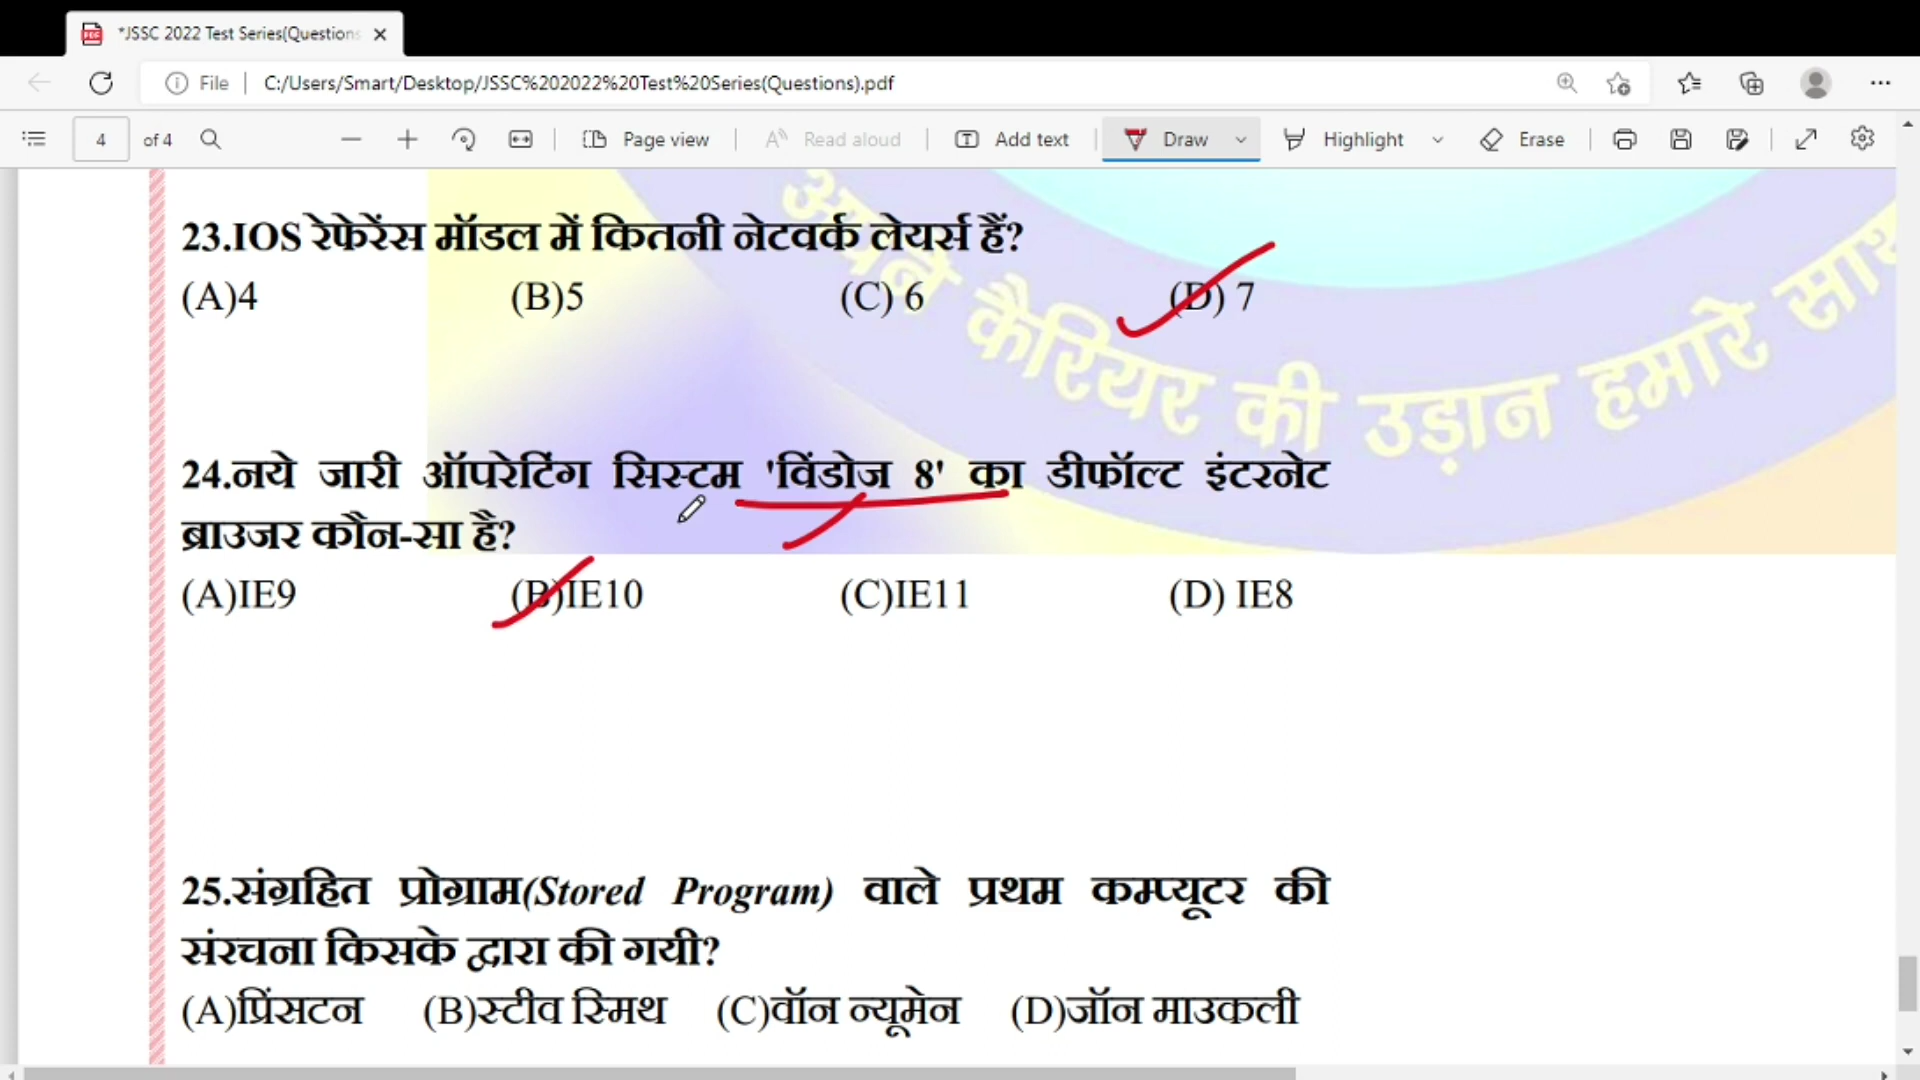 *JSSC 2022 Test Series(Questions
File
C:/Users/Smart/Desktop/JSSC%202022%20Test%20Series(Questions).pdf
4 of 4
Page view
Read aloud
Add text
Draw
Highlight
Erase
23.IOS रेफेरेंस मॉडल में कितनी नेटवर्क लेयर्स हैं?
(A)4 (B)5 (C) 6 (D) 7
अपने कैरियर की उड़ान हमारे साथ
24.नये जारी ऑपरेटिंग सिस्टम 'विंडोज 8' का डीफॉल्ट इंटरनेट
ब्राउजर कौन-सा है?
(A)IE9 (B)IE10 (C)IE11 (D) IE8
25.संग्रहित प्रोग्राम(Stored Program) वाले प्रथम कम्प्यूटर की
संरचना किसके द्वारा की गयी?
(A)प्रिंसटन (B)स्टीव स्मिथ (C)वॉन न्यूमेन (D)जॉन माउकली